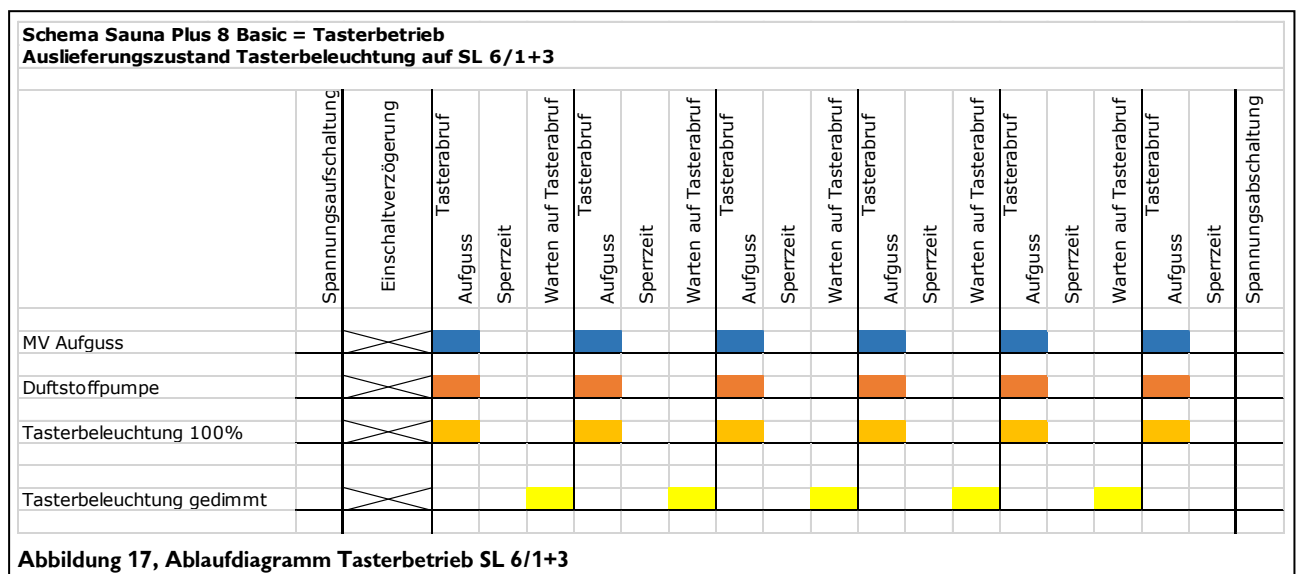 Schema Sauna Plus 8 Basic = Tasterbetrieb
Auslieferungszustand Tasterbeleuchtung auf SL 6/1+3
Spannungsaufschaltung
Einschaltverzögerung
Tasterabruf
Aufguss
Sperrzeit
Warten auf Tasterabruf
Tasterabruf
Aufguss
Sperrzeit
Warten auf Tasterabruf
Tasterabruf
Aufguss
Sperrzeit
Warten auf Tasterabruf
Tasterabruf
Aufguss
Sperrzeit
Warten auf Tasterabruf
Tasterabruf
Aufguss
Sperrzeit
Warten auf Tasterabruf
Tasterabruf
Aufguss
Sperrzeit
Spannungsabschaltung
MV Aufguss
Duftstoffpumpe
Tasterbeleuchtung 100%
Tasterbeleuchtung gedimmt
Abbildung 17, Ablaufdiagramm Tasterbetrieb SL 6/1+3